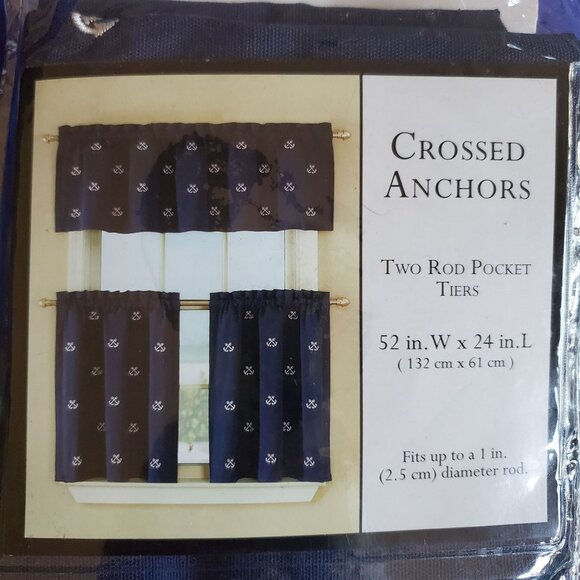 CROSSED
ANCHORS
TWO ROD POCKET
TIERS
52 in.W x 24 in.L
( 132 cm x 61 cm )
Fits up to a 1 in.
(2.5 cm) diameter rod.